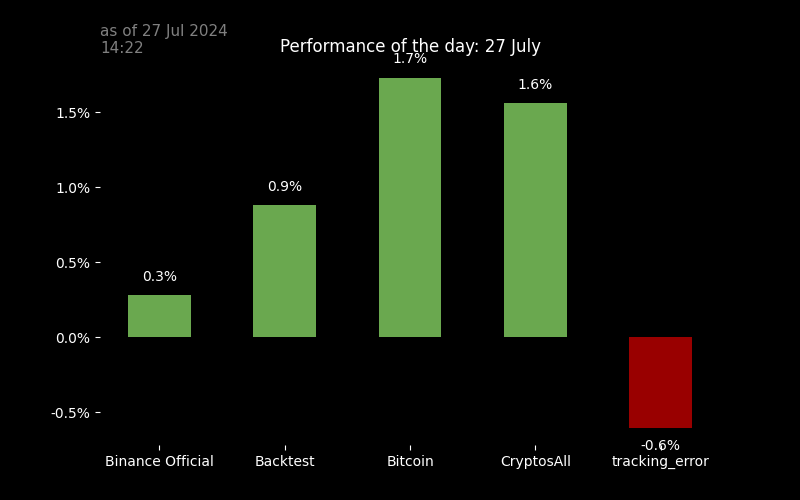 as of 27 Jul 2024
14:22
Performance of the day: 27 July
1.7%
1.6%
1.5%
1.0%
0.9%
0.5%
0.3%
0.0%
-0.5%
-0.6%
Binance Official
Backtest
Bitcoin
CryptosAll
tracking_error